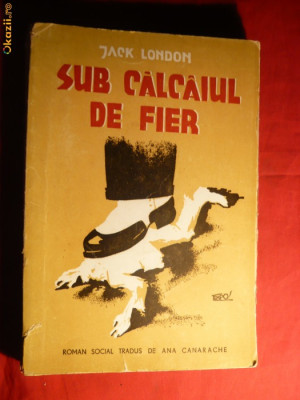 Okazii.ro
JACK LONDON
SUB CĂLCÂIUL
DE FIER
ROMAN SOCIAL TRADUS DE ANA CANARACHE